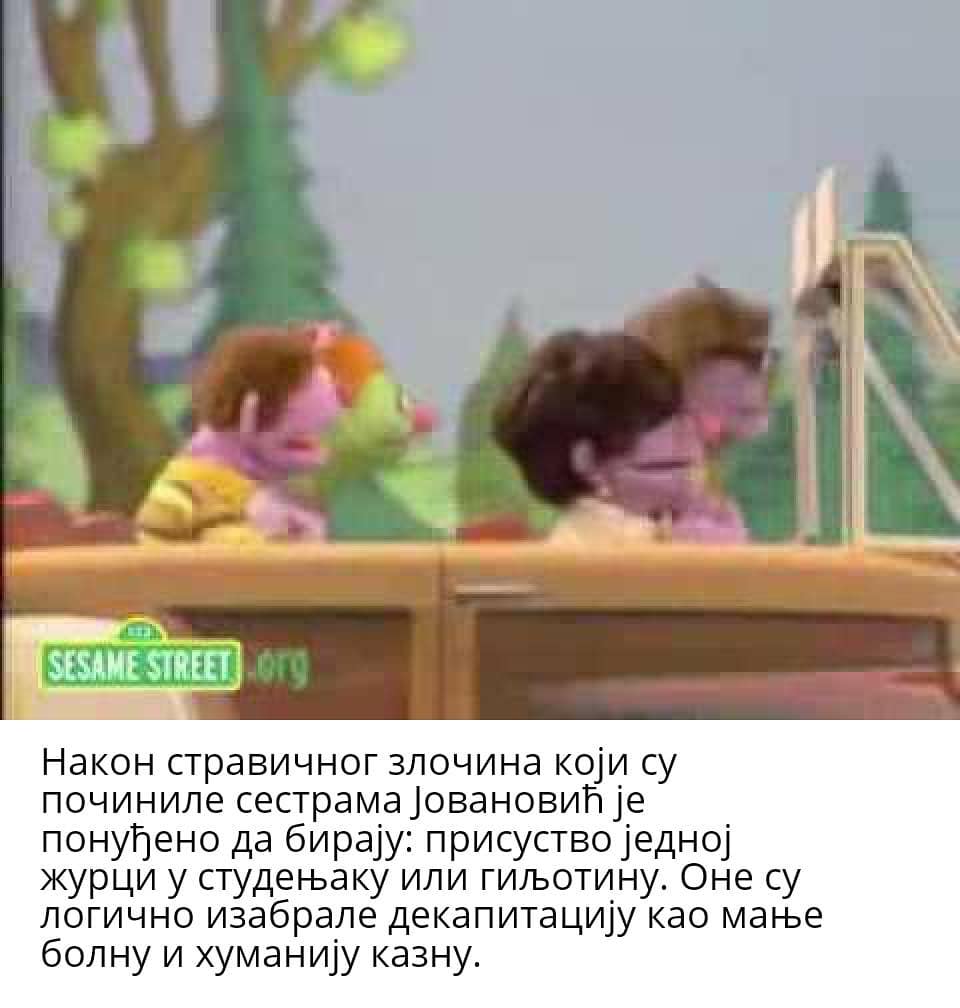 SESAME STREET .org
Након стравичног злочина који су
починиле сестрама Јовановић је
понуђено да бирају: присуство једној
журци у студењаку или гиљотину. Оне су
логично изабрале декапитацију као мање
болну и хуманију казну.